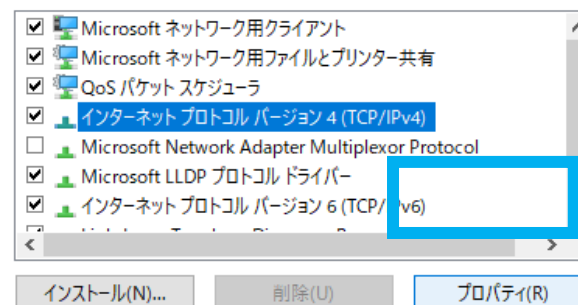 Microsoft ネットワーク用クライアント
Microsoft ネットワーク用ファイルとプリンター共有
QoS パケット スケジューラ
インターネット プロトコル バージョン 4 (TCP/IPv4)
Microsoft Network Adapter Multiplexor Protocol
Microsoft LLDP プロトコル ドライバー
インターネット プロトコル バージョン 6 (TCP/IPv6)
インストール(N)...
削除(U)
プロパティ(R)